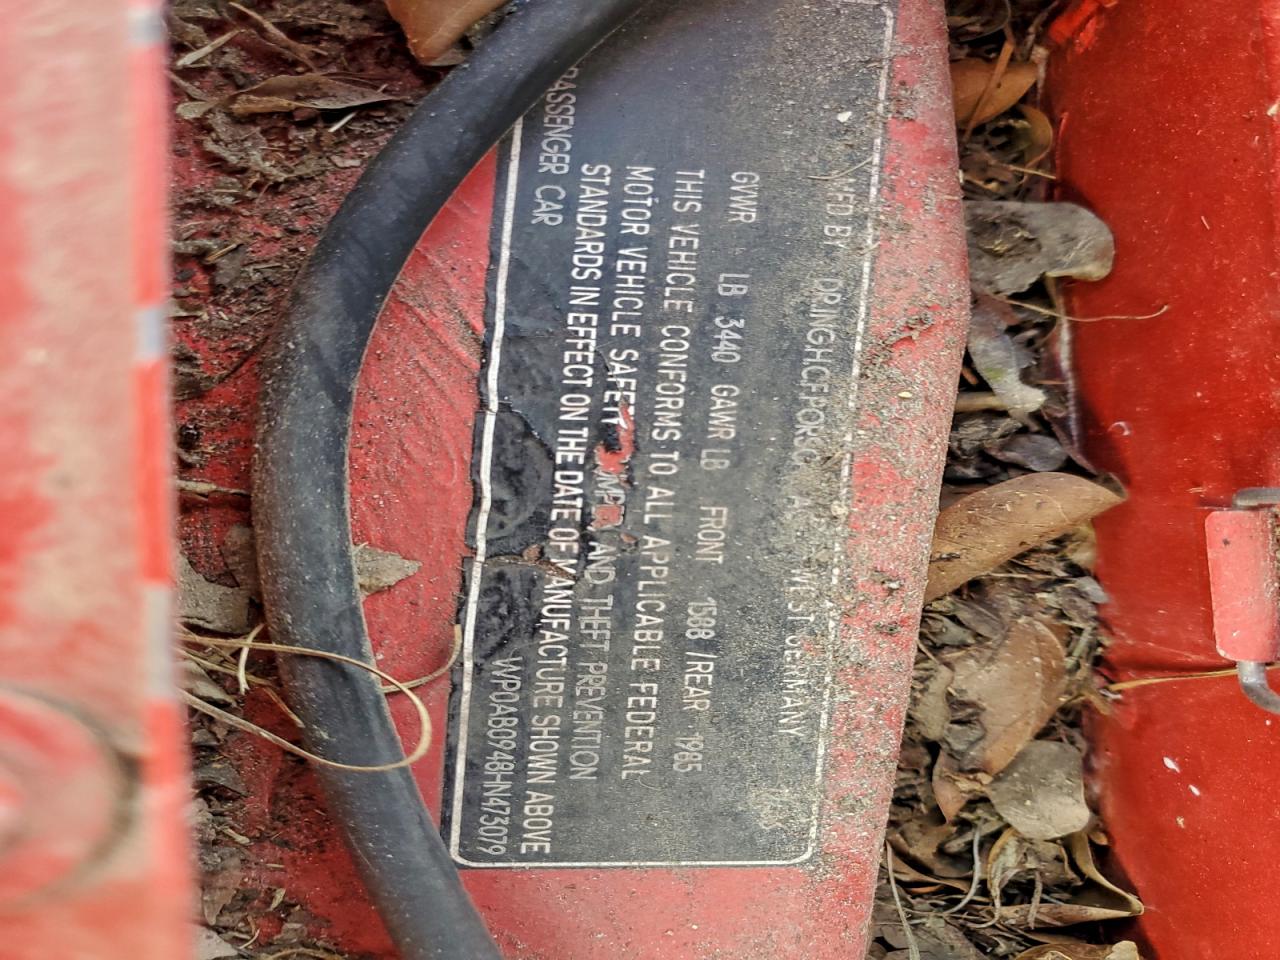 MFD BY DR.ING.H.C.F.PORSCHE AG WEST GERMANY
GVWR LB 3440 GAWR LB FRONT 1588 /REAR 1985
THIS VEHICLE CONFORMS TO ALL APPLICABLE FEDERAL
MOTOR VEHICLE SAFETY AND THEFT PREVENTION
STANDARDS IN EFFECT ON THE DATE OF MANUFACTURE SHOWN ABOVE
PASSENGER CAR WP0AB0948HN473079